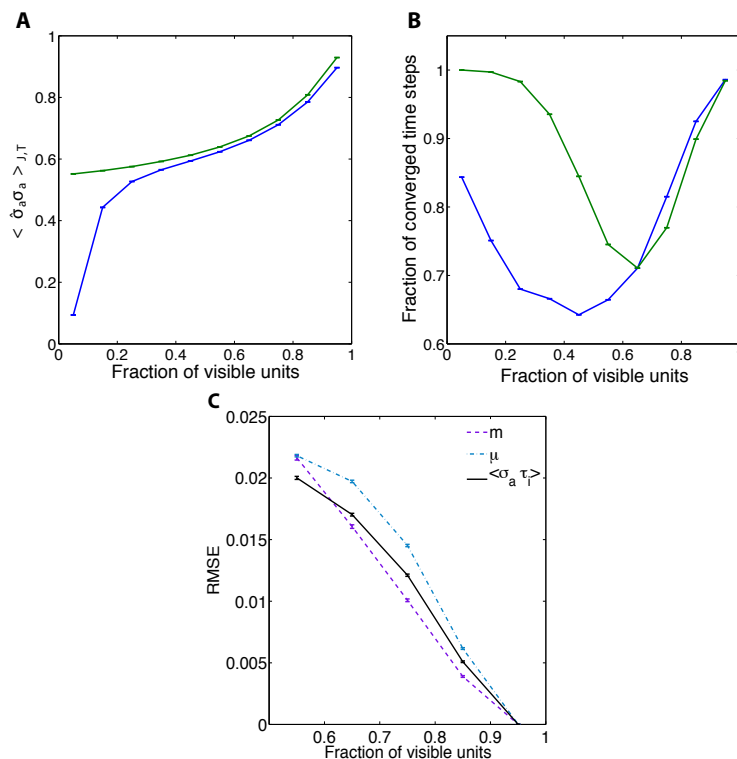 A
1
0.8
0.6
0.4
0.2
0
0 0.2 0.4 0.6 0.8 1
< σ̂ₐσₐ >J,T
Fraction of visible units
B
1
0.9
0.8
0.7
0.6
0 0.2 0.4 0.6 0.8
Fraction of converged time steps
Fraction of visible units
C
0.025
0.02
0.015
0.01
0.005
0
0.6 0.7 0.8 0.9 1
RMSE
Fraction of visible units
m
μ
<σₐ τᵢ>